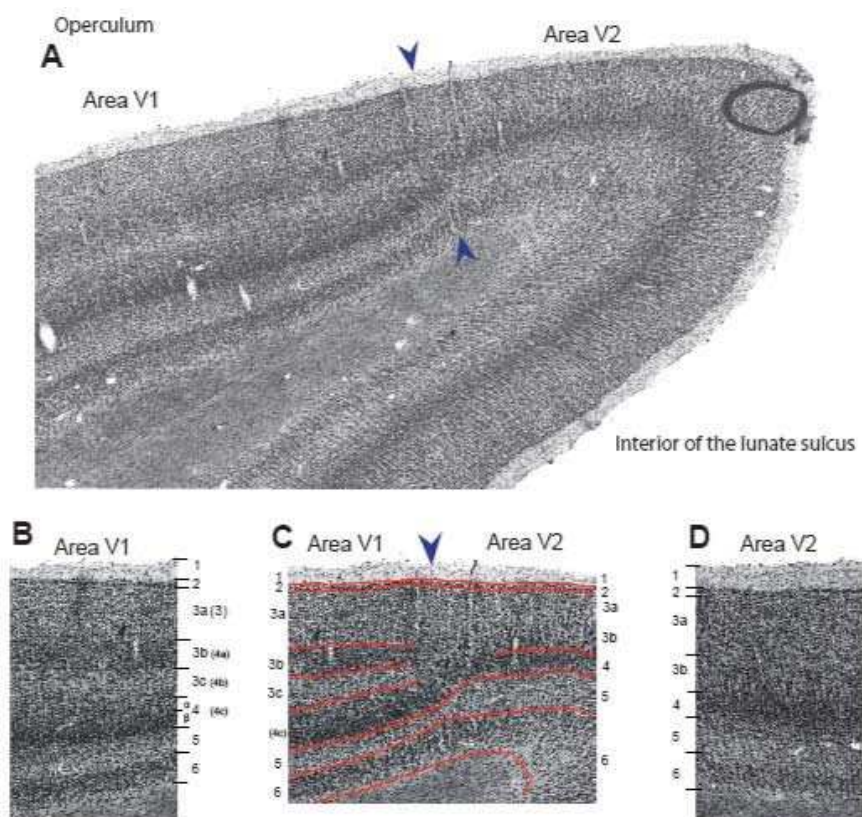 Operculum
A
Area V1
Area V2
Interior of the lunate sulcus
B
Area V1
1
2
3a (3)
3b (4a)
3c (4b)
α
4 (4c)
β
5
6
C
Area V1
Area V2
1
2
3a
3b
3c
(4c)
5
6
1
2
3a
3b
4
5
6
D
Area V2
1
2
3a
3b
4
5
6